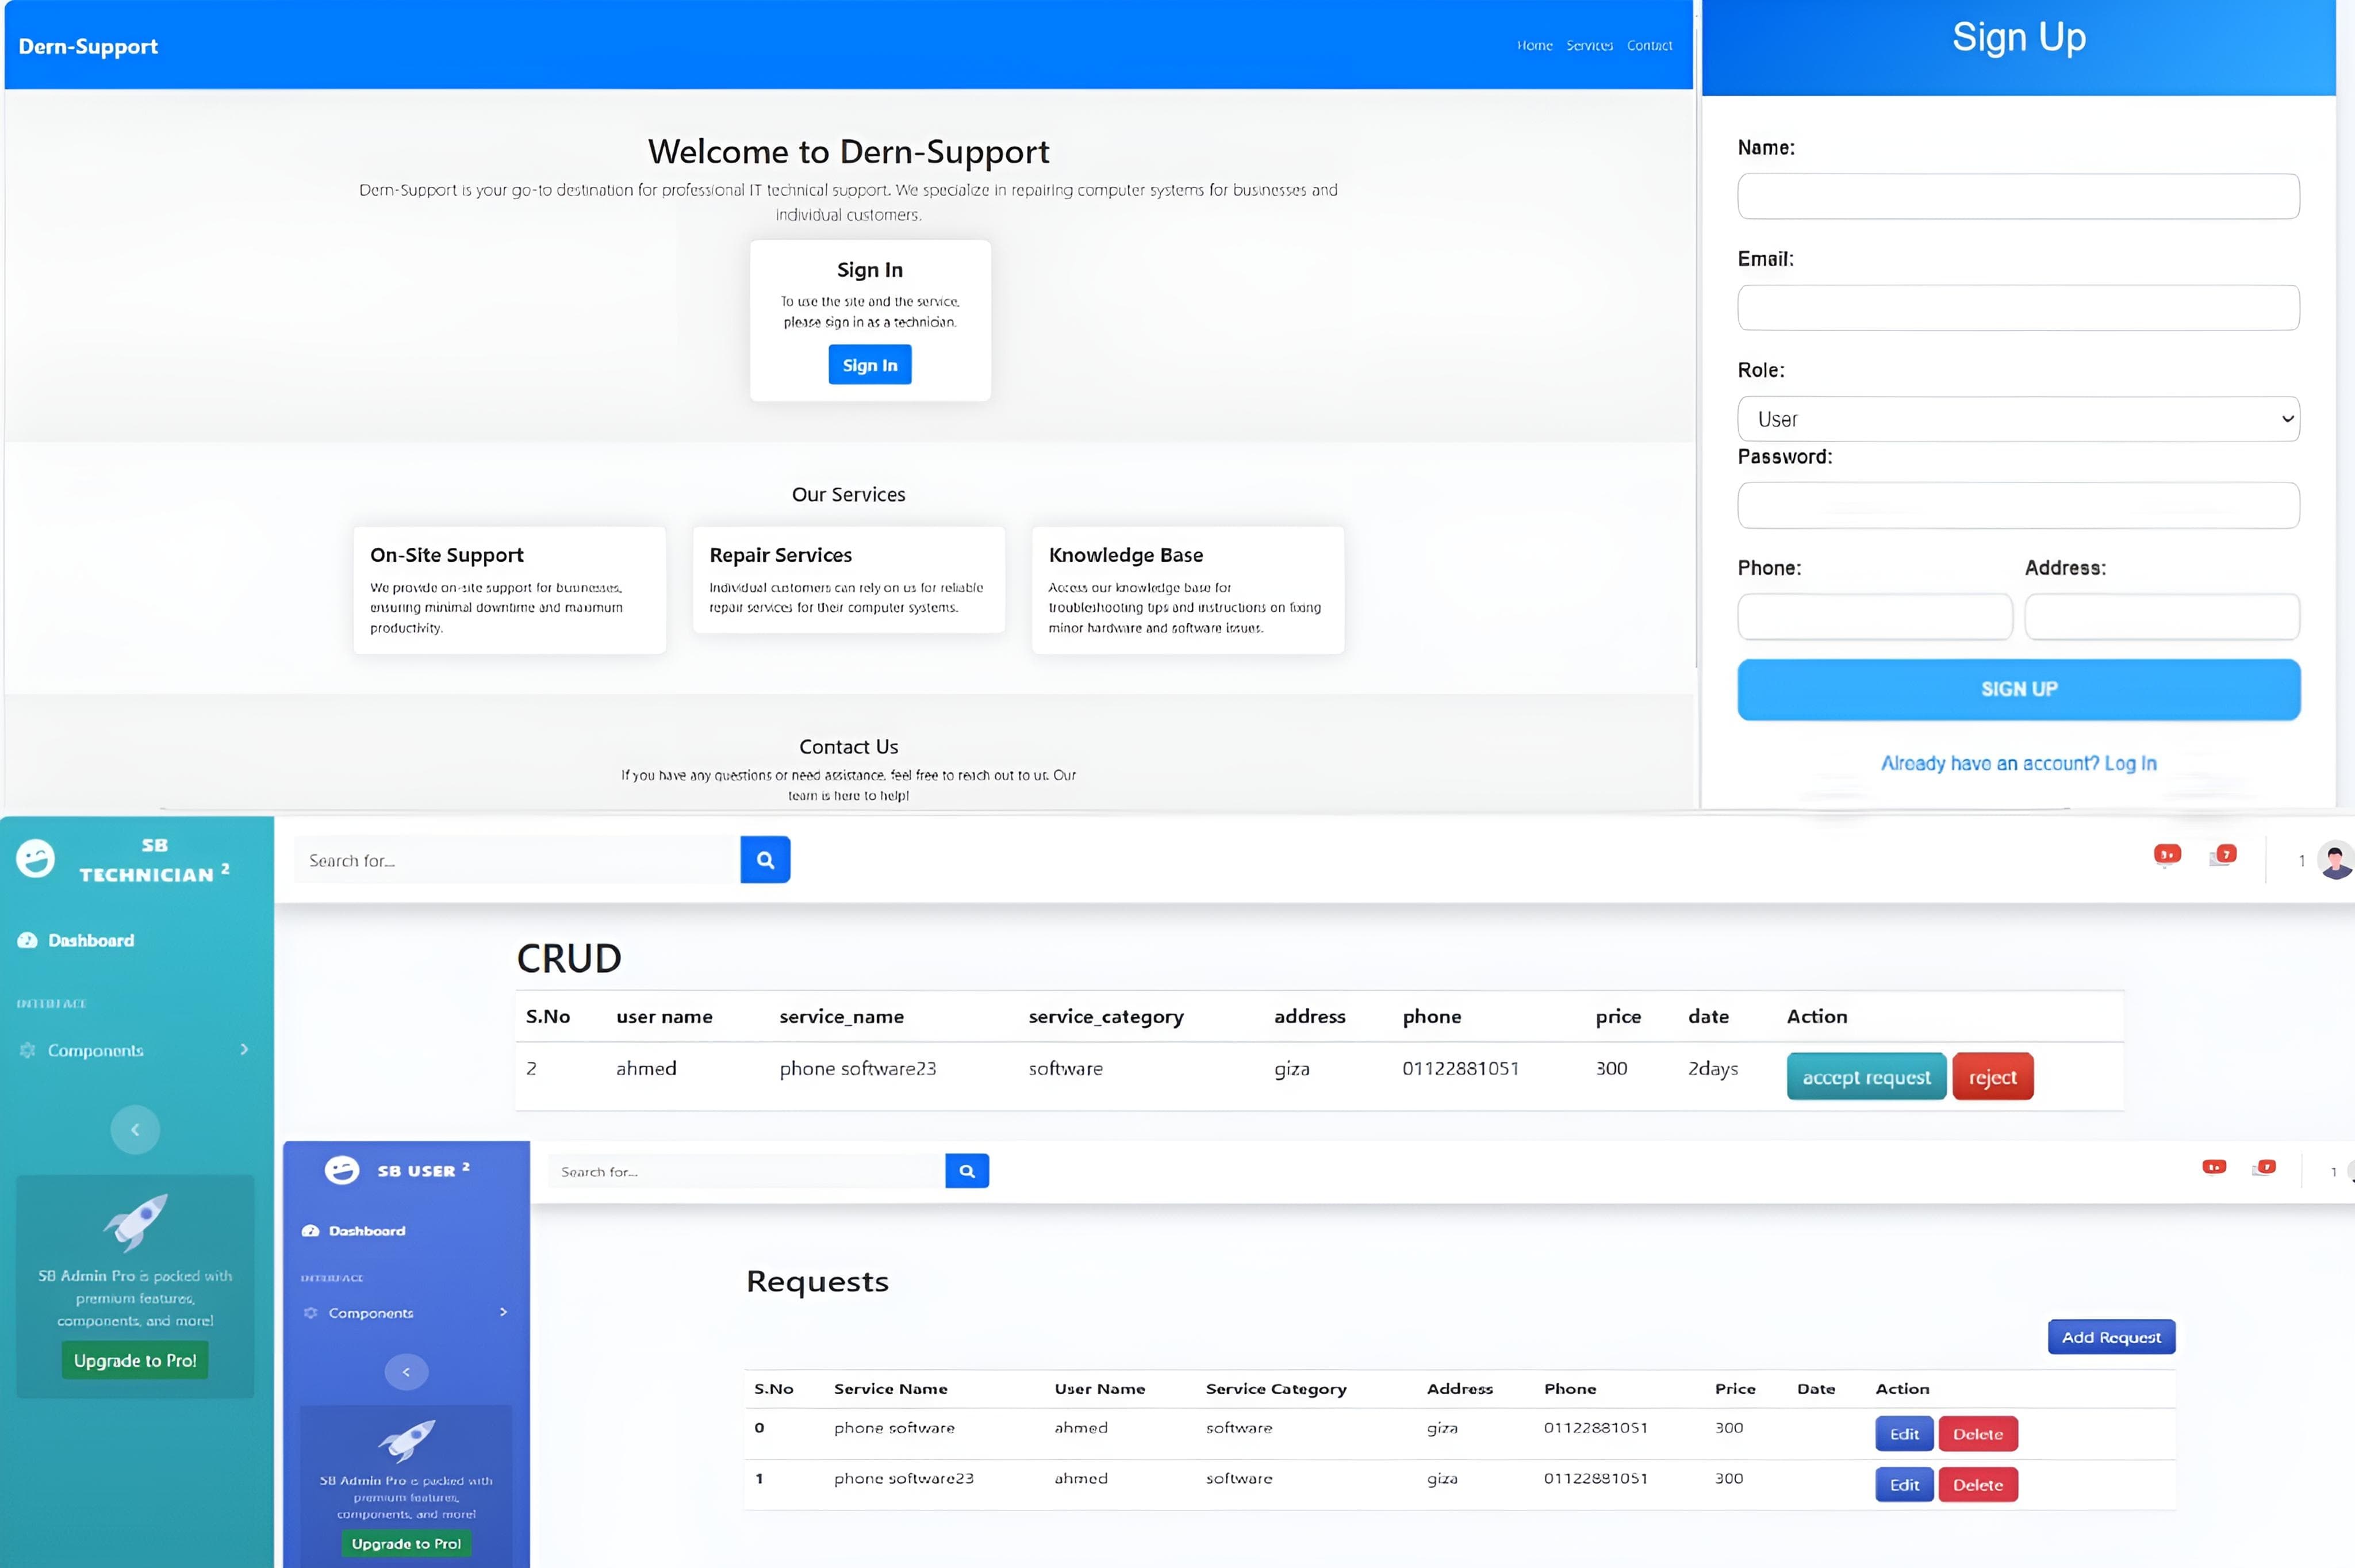 Dern-Support
Home Services Contact
Welcome to Dern-Support
Dern-Support is your go-to destination for professional IT technical support. We specialize in repairing computer systems for businesses and
individual customers.
Sign In
To use the site and the service,
please sign in as a technician.
Sign In
Our Services
On-Site Support
We provide on-site support for businesses,
ensuring minimal downtime and maximum
productivity.
Repair Services
Individual customers can rely on us for reliable
repair services for their computer systems.
Knowledge Base
Access our knowledge base for
troubleshooting tips and instructions on fixing
minor hardware and software issues.
Contact Us
If you have any questions or need assistance, feel free to reach out to us. Our
team is here to help!
Sign Up
Name:
Email:
Role:
User
Password:
Phone: Address:
SIGN UP
Already have an account? Log In
SB
TECHNICIAN 2
Dashboard
INTERFACE
Components
SB Admin Pro is packed with
premium features,
components, and more!
Upgrade to Pro!
Search for...
3+ 7 1
CRUD
S.No user name service_name service_category address phone price date Action
2 ahmed phone software23 software giza 01122881051 300 2days accept request reject
SB USER 2
Dashboard
INTERFACE
Components
SB Admin Pro is packed with
premium features,
components, and more!
Upgrade to Pro!
Search for...
1
Requests
Add Request
S.No Service Name User Name Service Category Address Phone Price Date Action
0 phone software ahmed software giza 01122881051 300 Edit Delete
1 phone software23 ahmed software giza 01122881051 300 Edit Delete